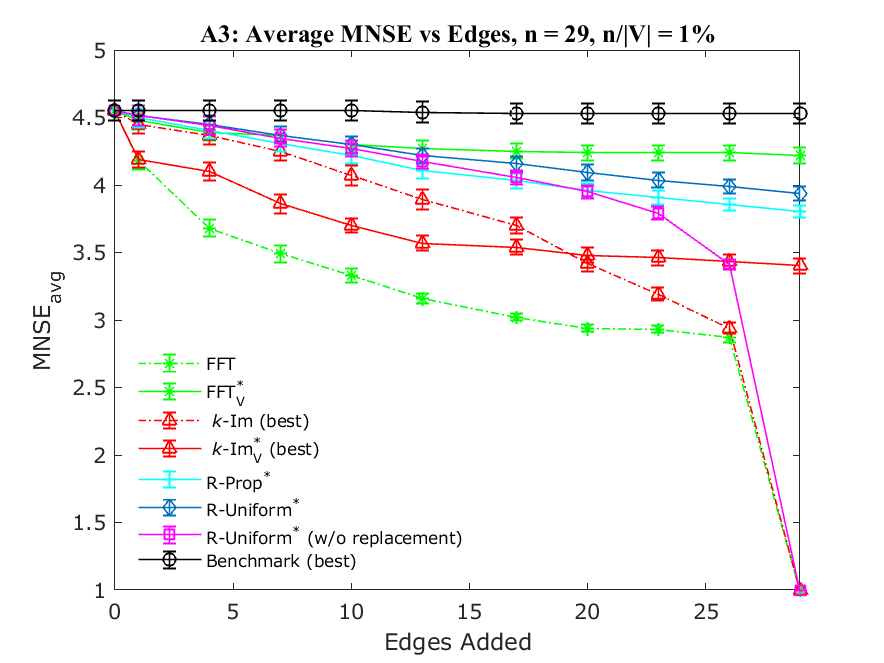 A3: Average MNSE vs Edges, n = 29, n/|V| = 1%
5
4.5
4
3.5
3
2.5
2
1.5
1
MNSE_avg
FFT
FFT*_V
k-Im (best)
k-Im*_V (best)
R-Prop*
R-Uniform*
R-Uniform* (w/o replacement)
Benchmark (best)
0 5 10 15 20 25
Edges Added